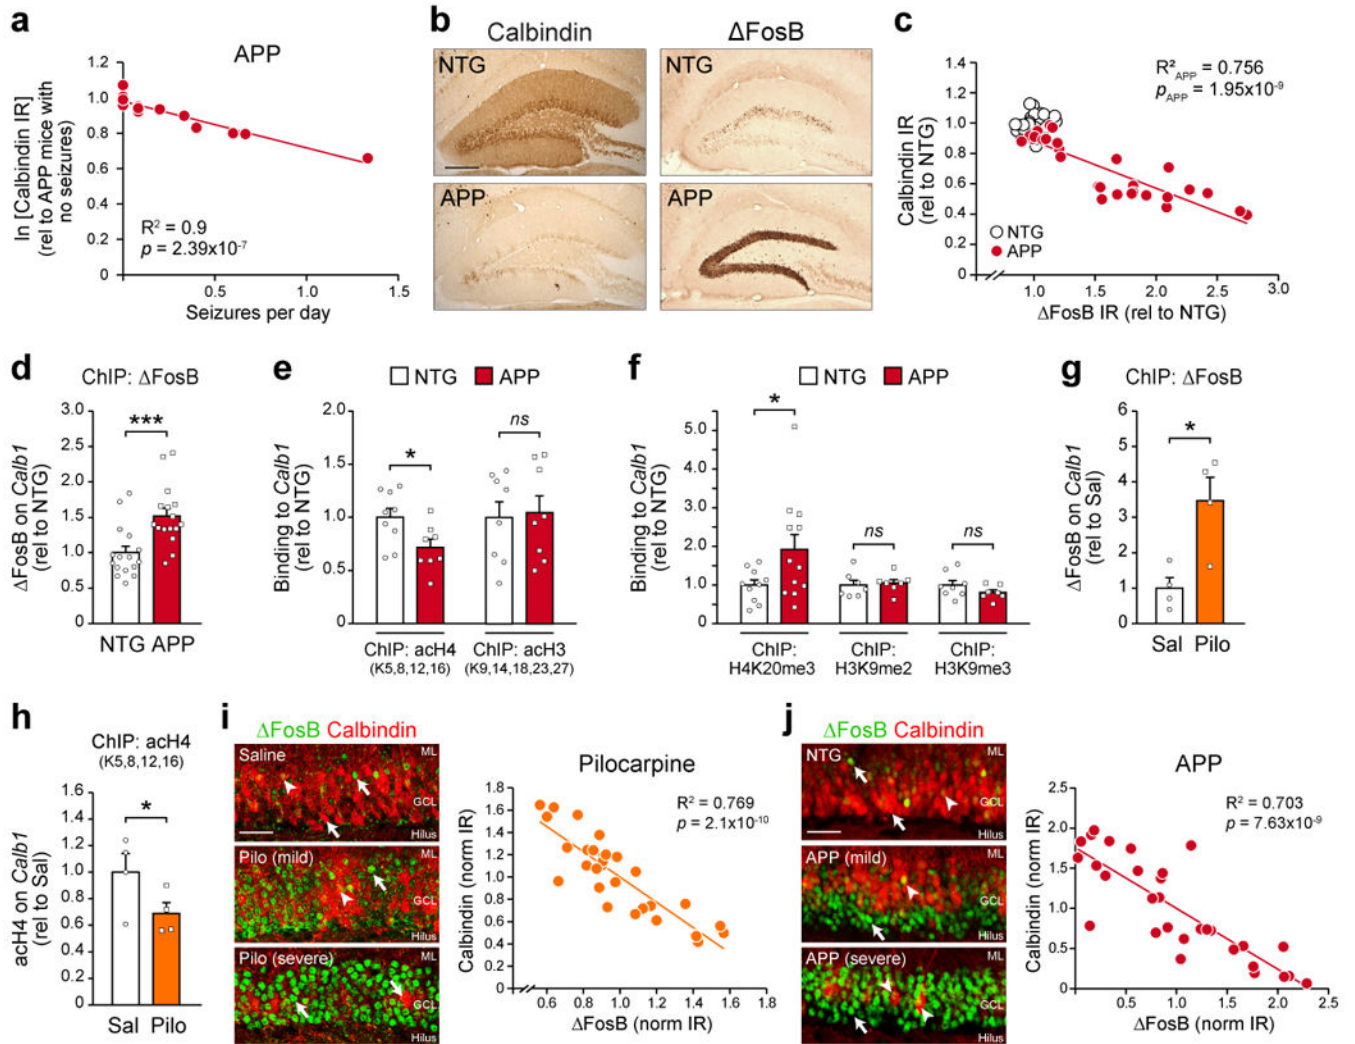 a
APP
ln [Calbindin IR]
(rel to APP mice with
no seizures)
1.2
1.0
0.8
0.6
0.4
0.2
0
R² = 0.9
p = 2.39x10⁻⁷
0.5
1.0
1.5
Seizures per day
b
Calbindin
ΔFosB
NTG
NTG
APP
APP
c
Calbindin IR
(rel to NTG)
1.4
1.2
1.0
0.8
0.6
0.4
0.2
0
R²APP = 0.756
pAPP = 1.95x10⁻⁹
NTG
APP
1.0
1.5
2.0
2.5
3.0
ΔFosB IR (rel to NTG)
d
ChIP: ΔFosB
ΔFosB on Calb1
(rel to NTG)
3.0
2.5
2.0
1.5
1.0
0.5
0
***
NTG APP
e
NTG
APP
Binding to Calb1
(rel to NTG)
1.5
1.0
0.5
0
*
ns
ChIP: acH4
(K5,8,12,16)
ChIP: acH3
(K9,14,18,23,27)
f
NTG
APP
Binding to Calb1
(rel to NTG)
5.0
4.0
3.0
2.0
1.0
0
*
ns
ns
ChIP:
H4K20me3
ChIP:
H3K9me2
ChIP:
H3K9me3
g
ChIP: ΔFosB
ΔFosB on Calb1
(rel to Sal)
6
5
4
3
2
1
0
*
Sal Pilo
h
ChIP: acH4
(K5,8,12,16)
acH4 on Calb1
(rel to Sal)
1.6
1.4
1.2
1.0
0.8
0.6
0.4
0.2
0
*
Sal Pilo
i
ΔFosB Calbindin
Saline
ML
GCL
Hilus
Pilo (mild)
ML
GCL
Hilus
Pilo (severe)
ML
GCL
Hilus
Pilocarpine
Calbindin (norm IR)
1.8
1.6
1.4
1.2
1.0
0.8
0.6
0.4
0.2
0
R² = 0.769
p = 2.1x10⁻¹⁰
0.6
0.8
1.0
1.2
1.4
1.6
1.8
ΔFosB (norm IR)
j
ΔFosB Calbindin
NTG
ML
GCL
Hilus
APP (mild)
ML
GCL
Hilus
APP (severe)
ML
GCL
Hilus
APP
Calbindin (norm IR)
2.5
2.0
1.5
1.0
0.5
0
R² = 0.703
p = 7.63x10⁻⁹
0.5
1.0
1.5
2.0
2.5
ΔFosB (norm IR)